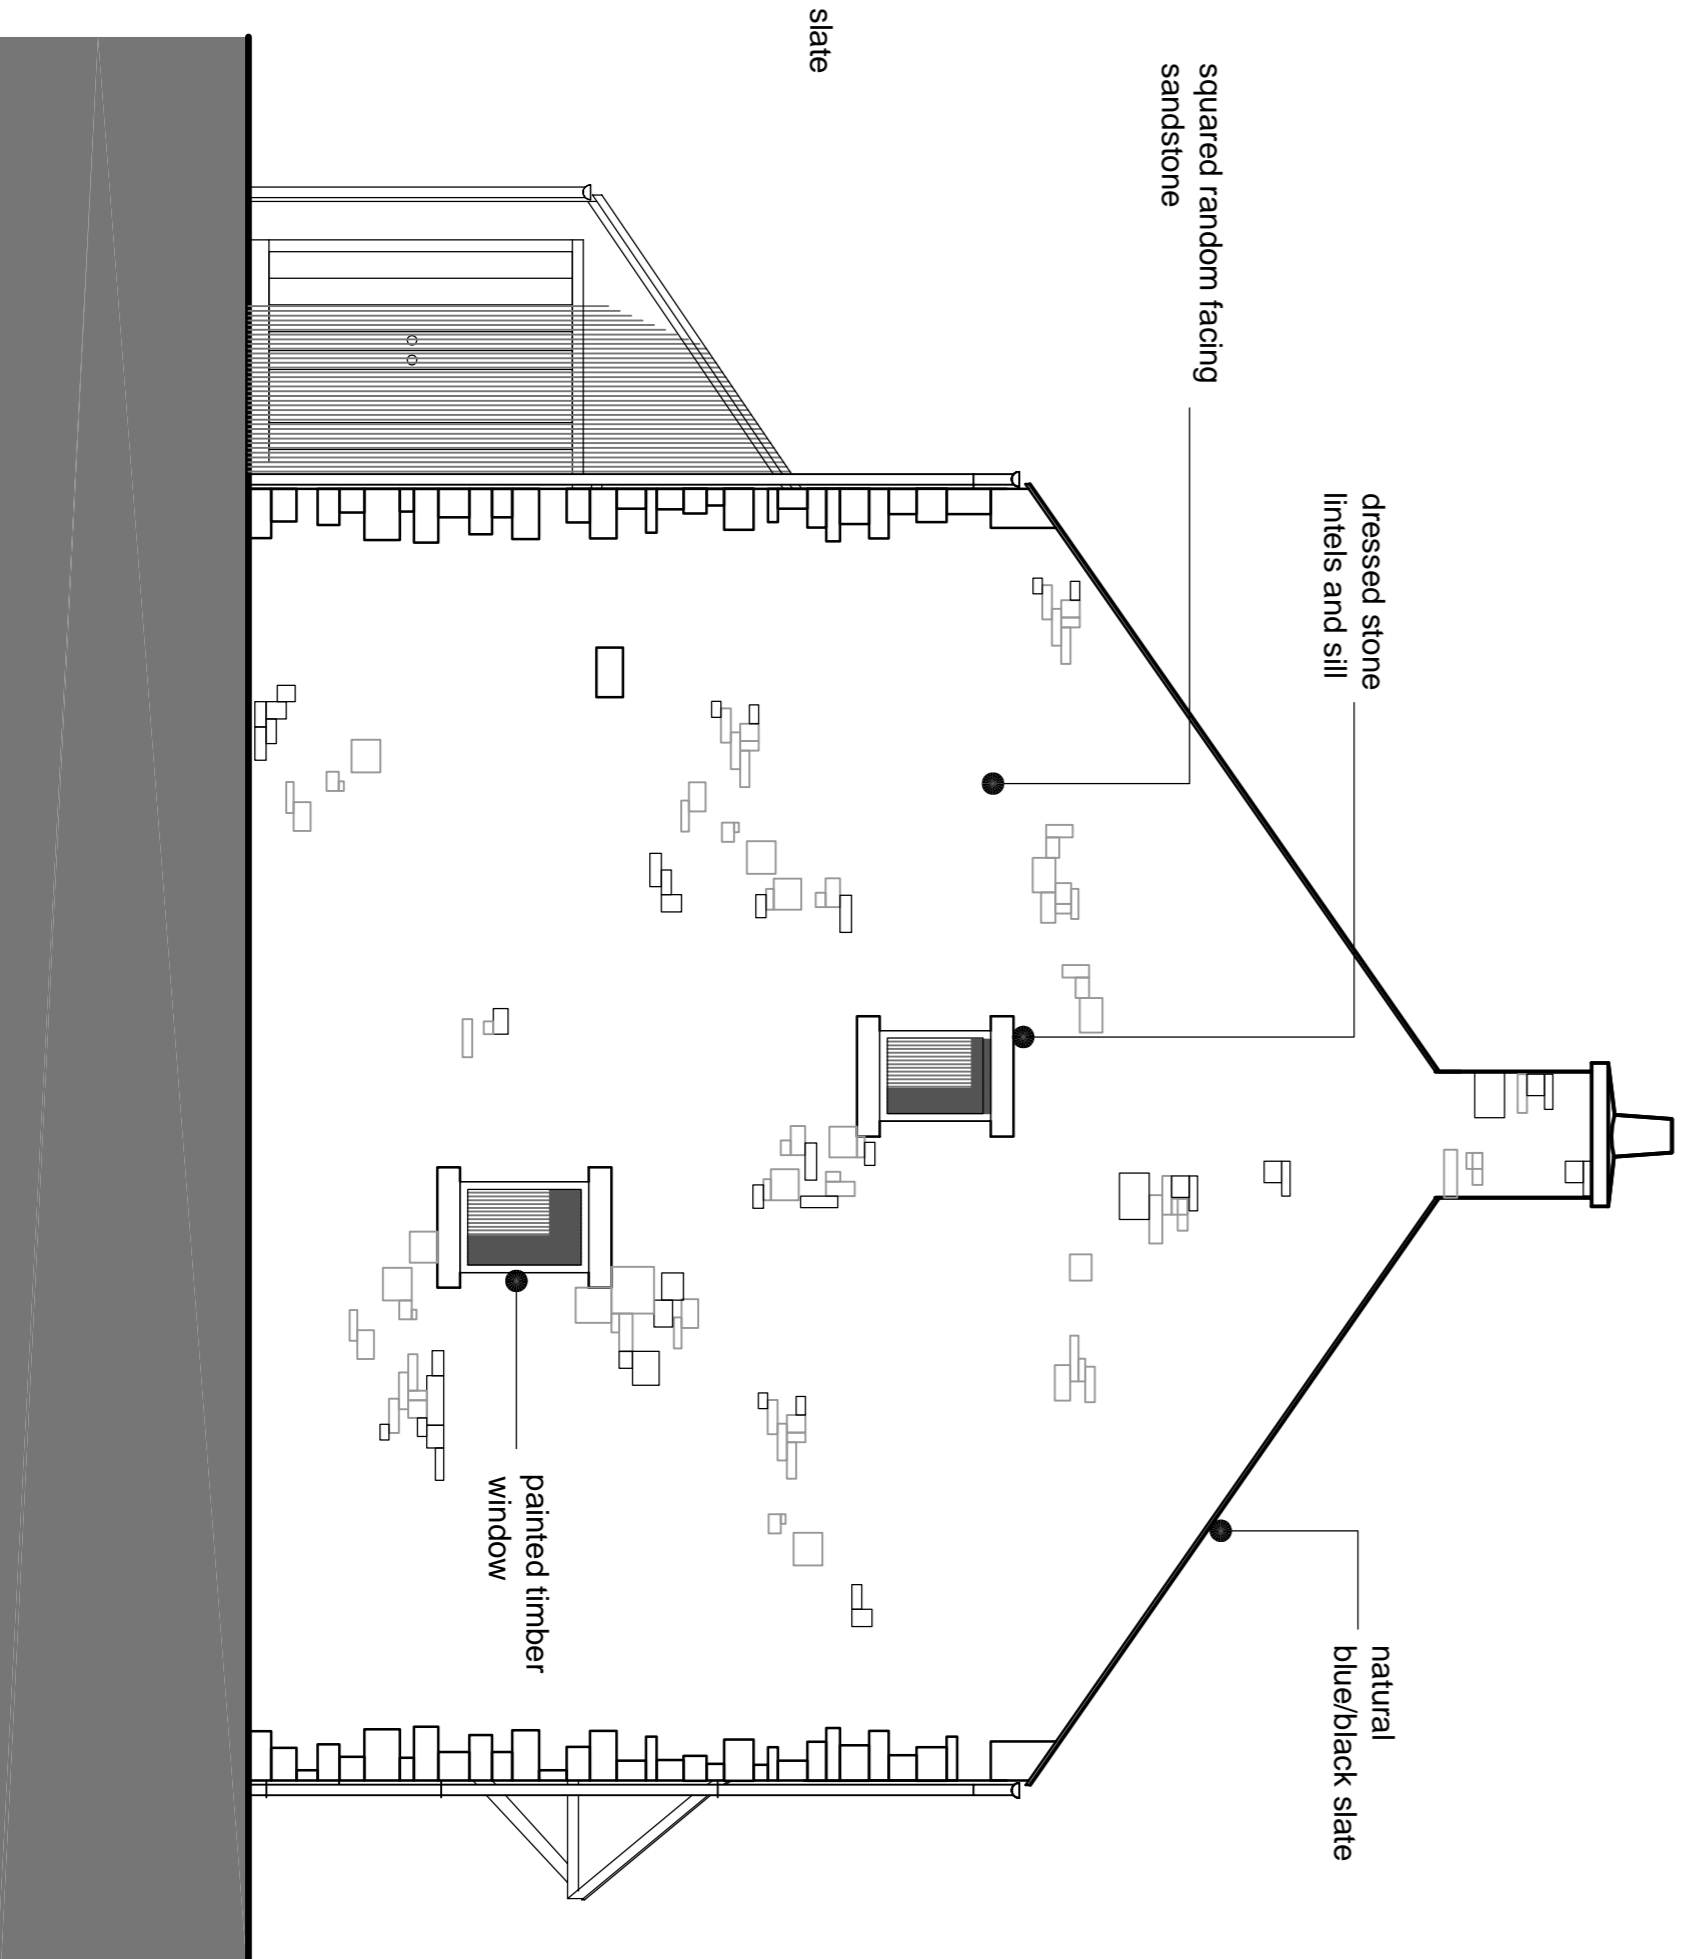 slate
squared random facing
sandstone
dressed stone
lintels and sill
painted timber
window
natural
blue/black slate